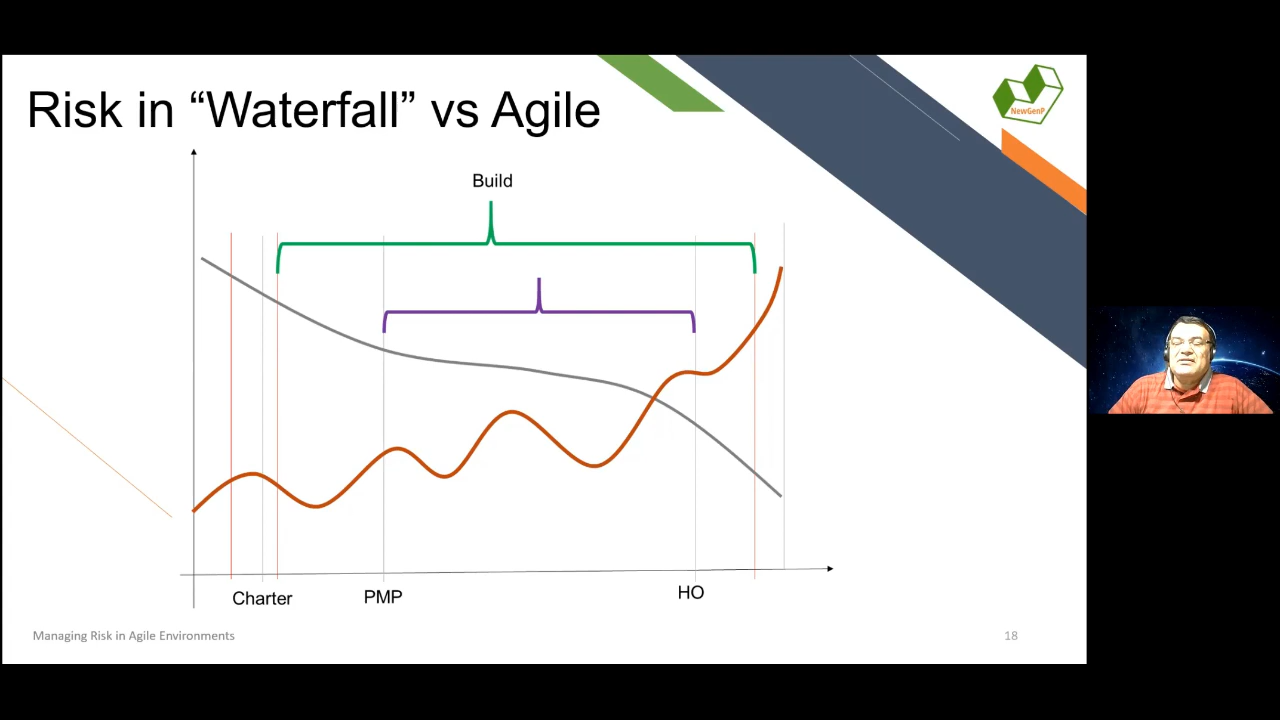 Risk in “Waterfall” vs Agile
NewGenP
Build
Charter
PMP
HO
Managing Risk in Agile Environments
18